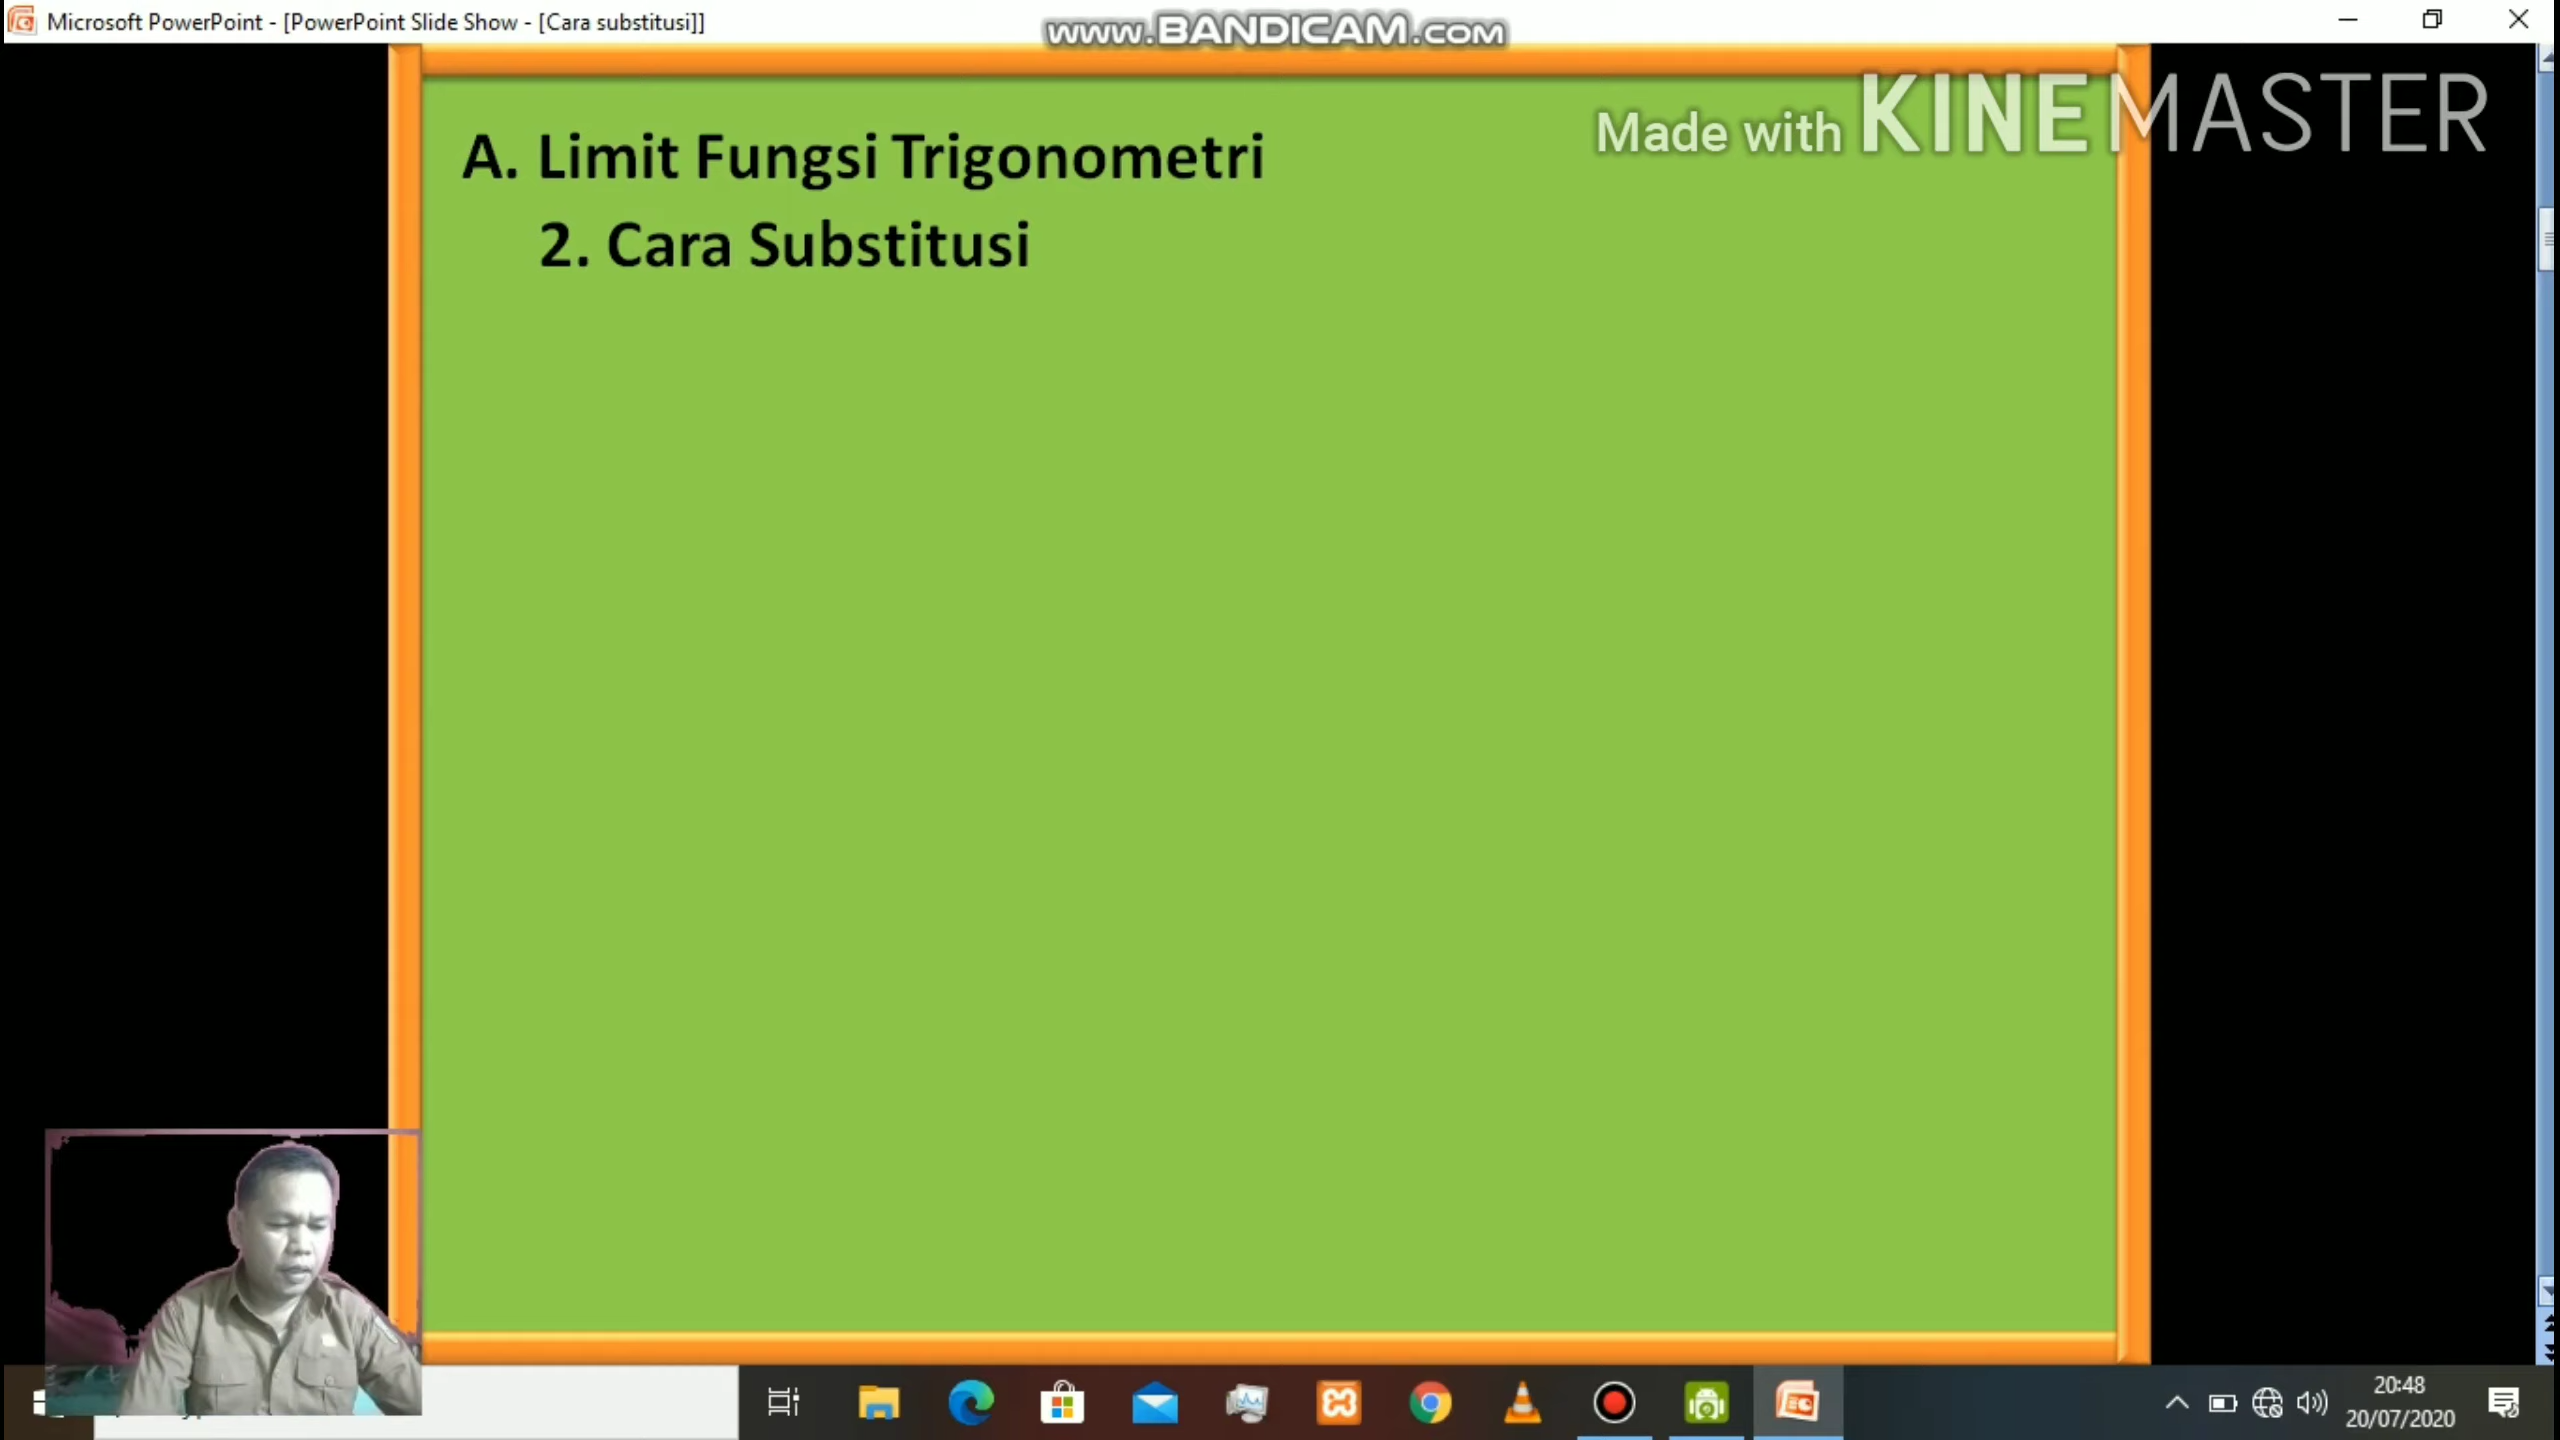 Microsoft PowerPoint - [PowerPoint Slide Show - [Cara substitusi]]
www.BANDICAM.com
Made with KINEMASTER
A. Limit Fungsi Trigonometri
2. Cara Substitusi
20:48
20/07/2020